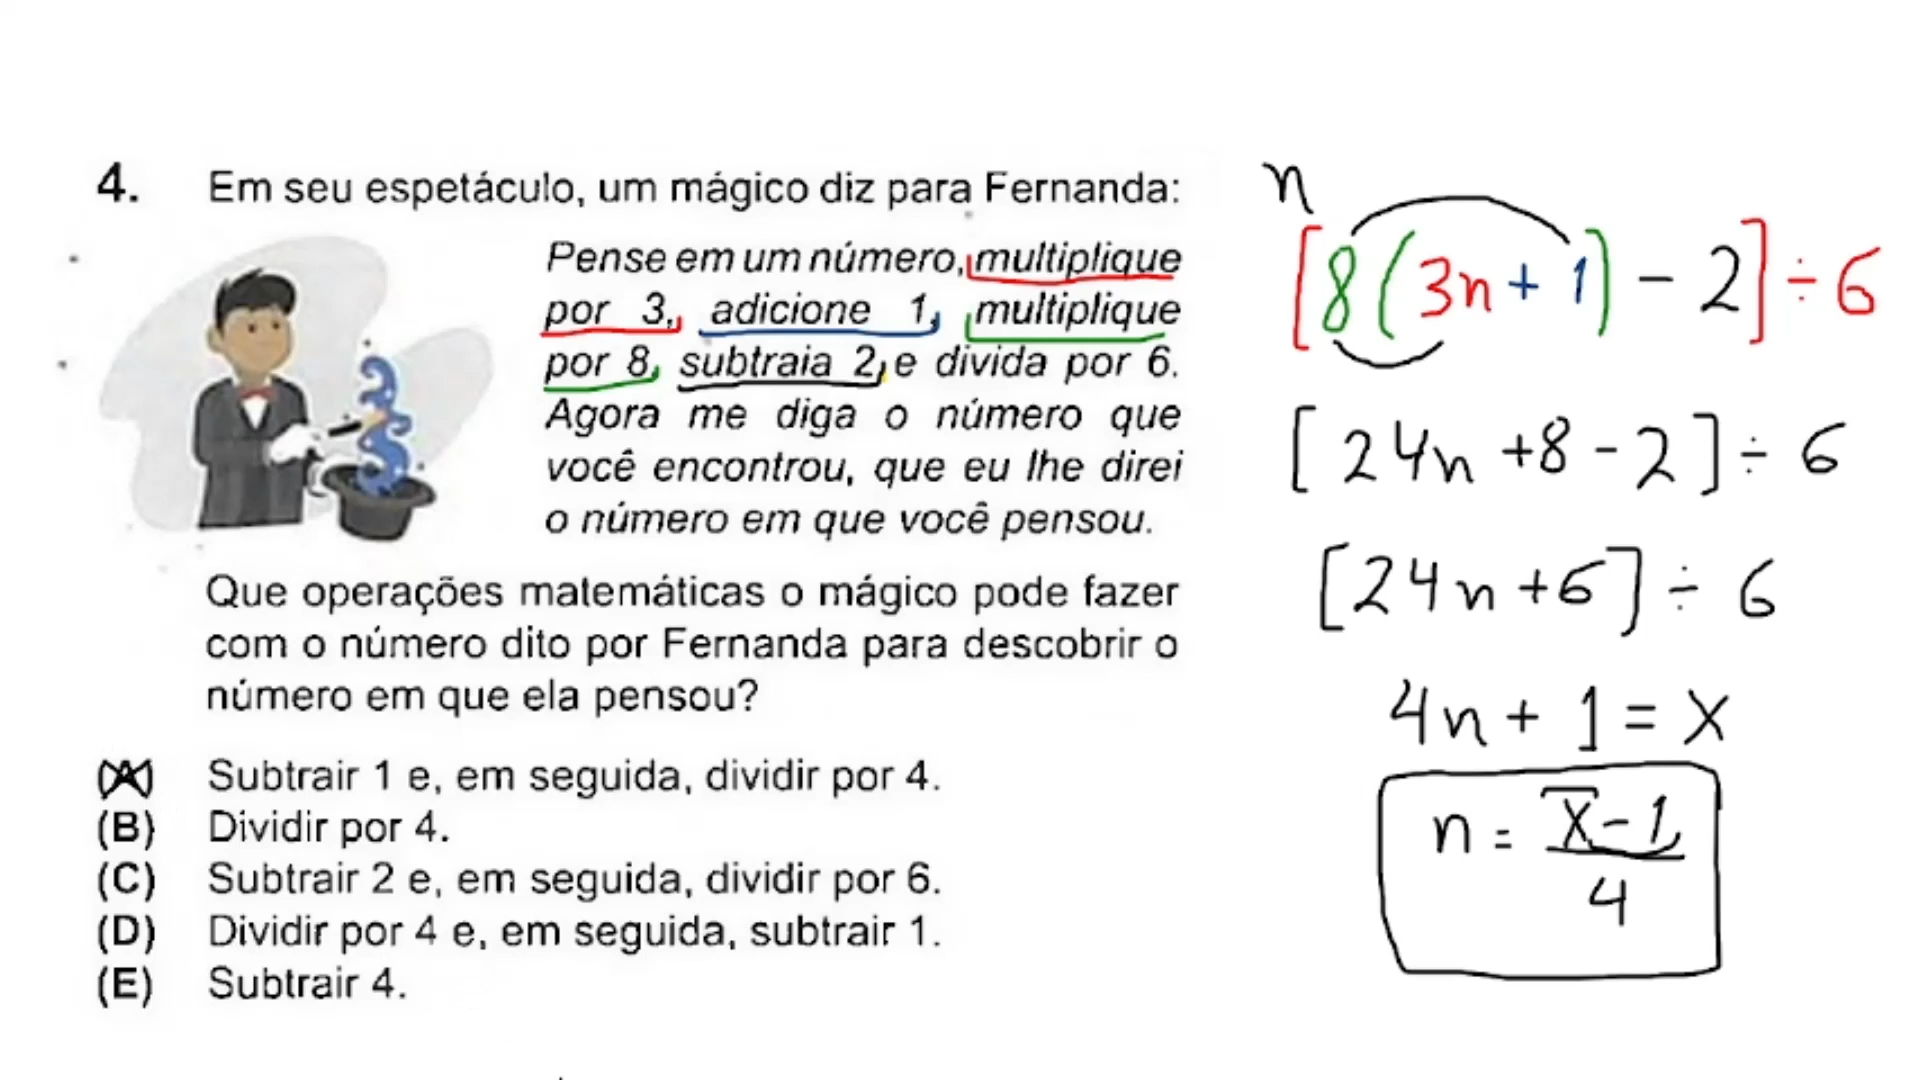 4. Em seu espetáculo, um mágico diz para Fernanda:
Pense em um número, multiplique
por 3, adicione 1, multiplique
por 8, subtraia 2, e divida por 6.
Agora me diga o número que
você encontrou, que eu lhe direi
o número em que você pensou.
Que operações matemáticas o mágico pode fazer
com o número dito por Fernanda para descobrir o
número em que ela pensou?
(A) Subtrair 1 e, em seguida, dividir por 4.
(B) Dividir por 4.
(C) Subtrair 2 e, em seguida, dividir por 6.
(D) Dividir por 4 e, em seguida, subtrair 1.
(E) Subtrair 4.
n
[8(3n+1)-2]÷6
[24n+8-2]÷6
[24n+6]÷6
4n+1=x
n = x-1
4